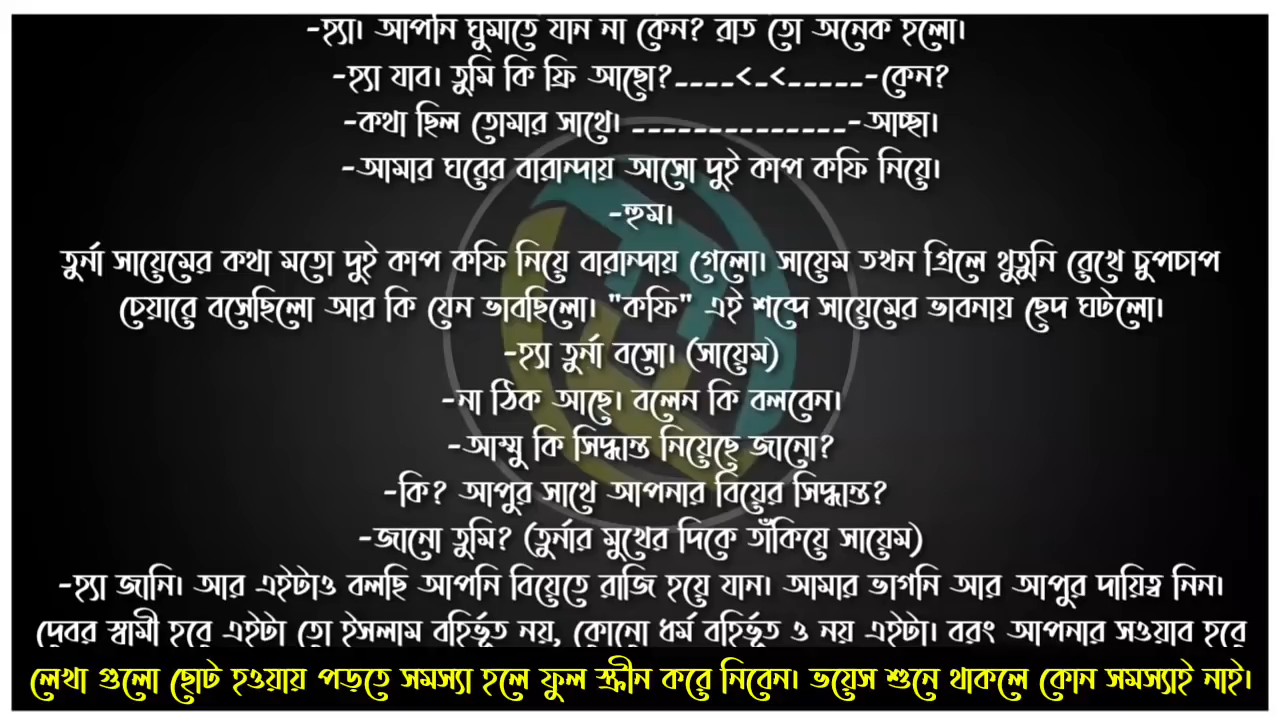 -হ্যা। আপনি ঘুমাতে যান না কেন? রাত তো অনেক হলো।
-হ্যা যাব। তুমি কি ফ্রি আছো?____<_<_____-কেন?
-কথা ছিল তোমার সাথে। ______________-আচ্ছা।
-আমার ঘরের বারান্দায় আসো দুই কাপ কফি নিয়ে।
-হুম।
তুর্না সায়েমের কথা মতো দুই কাপ কফি নিয়ে বারান্দায় গেলো। সায়েম তখন গ্রিলে থুতুনি রেখে চুপচাপ
চেয়ারে বসেছিলো আর কি যেন ভাবছিলো। "কফি" এই শব্দে সায়েমের ভাবনায় ছেদ ঘটলো।
-হ্যা তুর্না বসো। (সায়েম)
-না ঠিক আছে। বলেন কি বলবেন।
-আম্মু কি সিদ্ধান্ত নিয়েছে জানো?
-কি? আপুর সাথে আপনার বিয়ের সিদ্ধান্ত?
-জানো তুমি? (তুর্নার মুখের দিকে তাঁকিয়ে সায়েম)
-হ্যা জানি। আর এইটাও বলছি আপনি বিয়েতে রাজি হয়ে যান। আমার ভাগনি আর আপুর দায়িত্ব নিন।
দেবর স্বামী হবে এইটা তো ইসলাম বহির্ভূত নয়, কোনো ধর্ম বহির্ভূত ও নয় এইটা। বরং আপনার সওয়াব হবে
লেখা গুলো ছোট হওয়ায় পড়তে সমস্যা হলে ফুল স্ক্রীন করে নিবেন। ভয়েস শুনে থাকলে কোন সমস্যাই নাই।